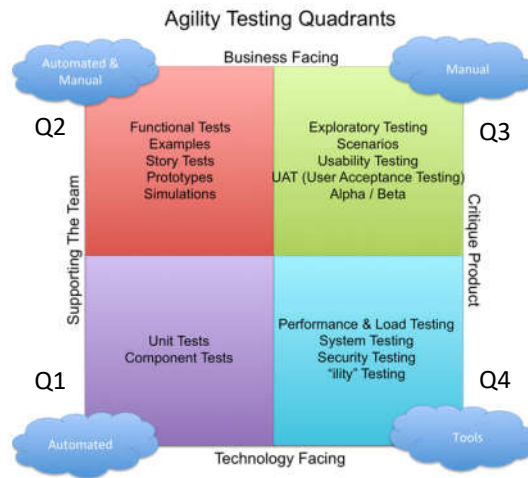 Agility Testing Quadrants
Automated &
Manual
Business Facing
Manual
Q2
Q3
Functional Tests
Examples
Story Tests
Prototypes
Simulations
Exploratory Testing
Scenarios
Usability Testing
UAT (User Acceptance Testing)
Alpha / Beta
Supporting The Team
Critique Product
Unit Tests
Component Tests
Performance & Load Testing
System Testing
Security Testing
"ility" Testing
Q1
Q4
Automated
Tools
Technology Facing